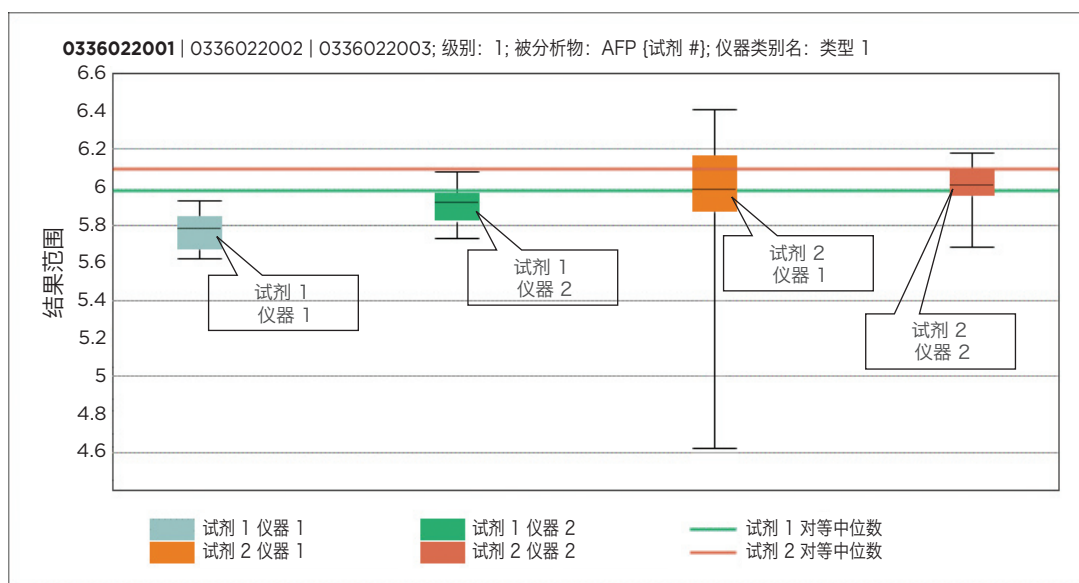 0336022001 | 0336022002 | 0336022003; 级别：1; 被分析物：AFP {试剂 #}; 仪器类别名：类型 1
结果范围
6.6
6.4
6.2
6
5.8
5.6
5.4
5.2
5
4.8
4.6
试剂 1
仪器 1
试剂 1
仪器 2
试剂 2
仪器 1
试剂 2
仪器 2
试剂 1 仪器 1
试剂 1 仪器 2
试剂 1 对等中位数
试剂 2 仪器 1
试剂 2 仪器 2
试剂 2 对等中位数